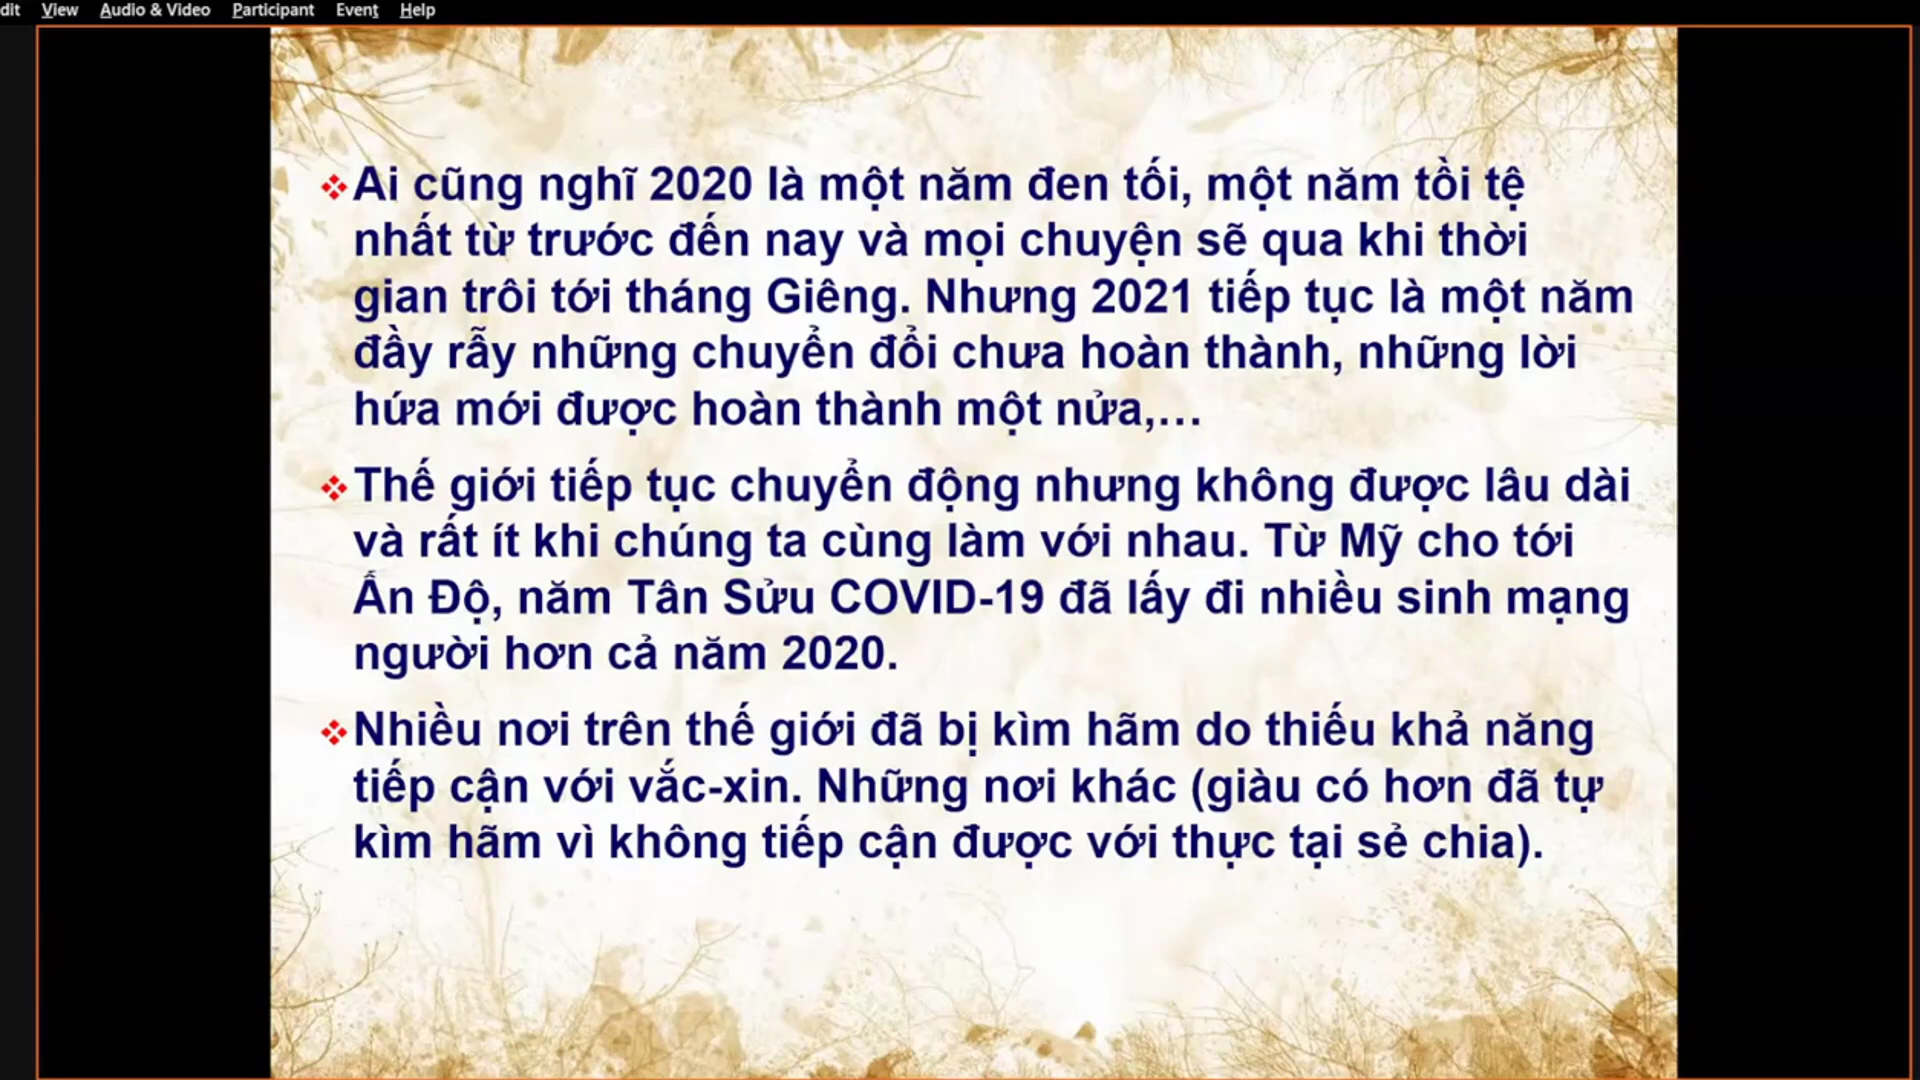 dit View Audio & Video Participant Event Help
Ai cũng nghĩ 2020 là một năm đen tối, một năm tồi tệ
nhất từ trước đến nay và mọi chuyện sẽ qua khi thời
gian trôi tới tháng Giêng. Nhưng 2021 tiếp tục là một năm
đầy rẫy những chuyển đổi chưa hoàn thành, những lời
hứa mới được hoàn thành một nửa,...
Thế giới tiếp tục chuyển động nhưng không được lâu dài
và rất ít khi chúng ta cùng làm với nhau. Từ Mỹ cho tới
Ấn Độ, năm Tân Sửu COVID-19 đã lấy đi nhiều sinh mạng
người hơn cả năm 2020.
Nhiều nơi trên thế giới đã bị kìm hãm do thiếu khả năng
tiếp cận với vắc-xin. Những nơi khác (giàu có hơn đã tự
kìm hãm vì không tiếp cận được với thực tại sẻ chia).